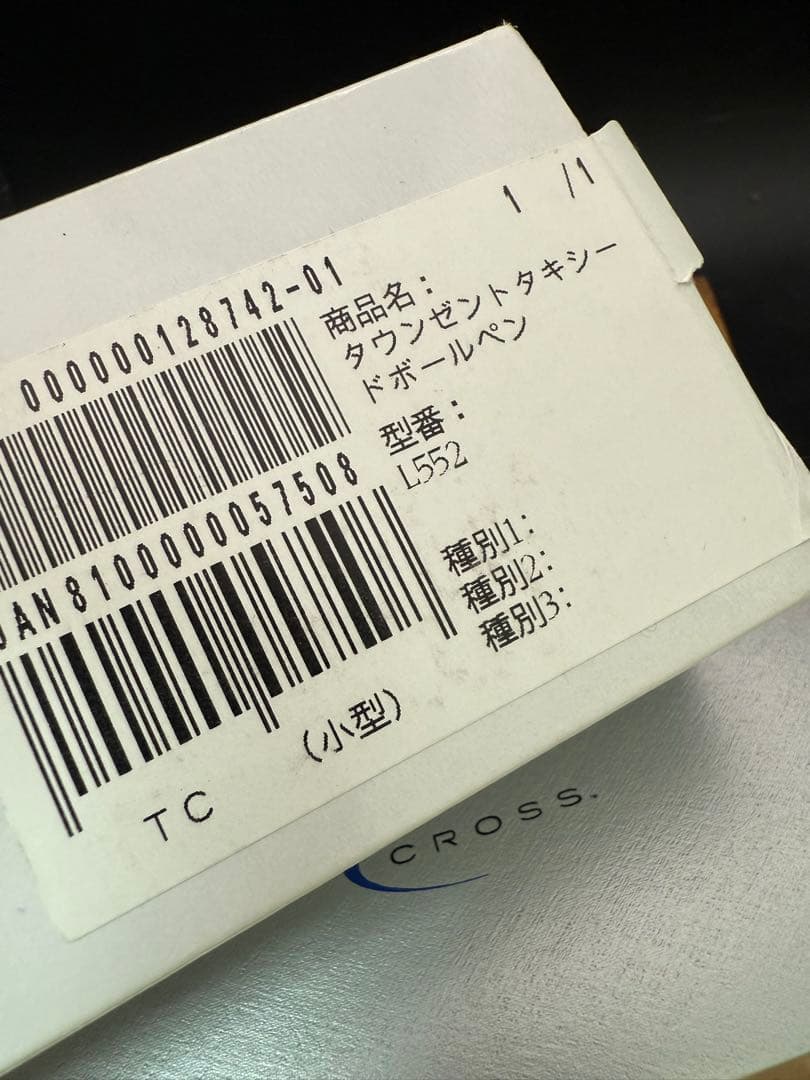 1 /1
000000128742-01
商品名:
タウンゼントタキシー
ドボールペン
型番:
L552
JAN 8100000057508
種別1:
種別2:
種別3:
(小型)
TC
CROSS.